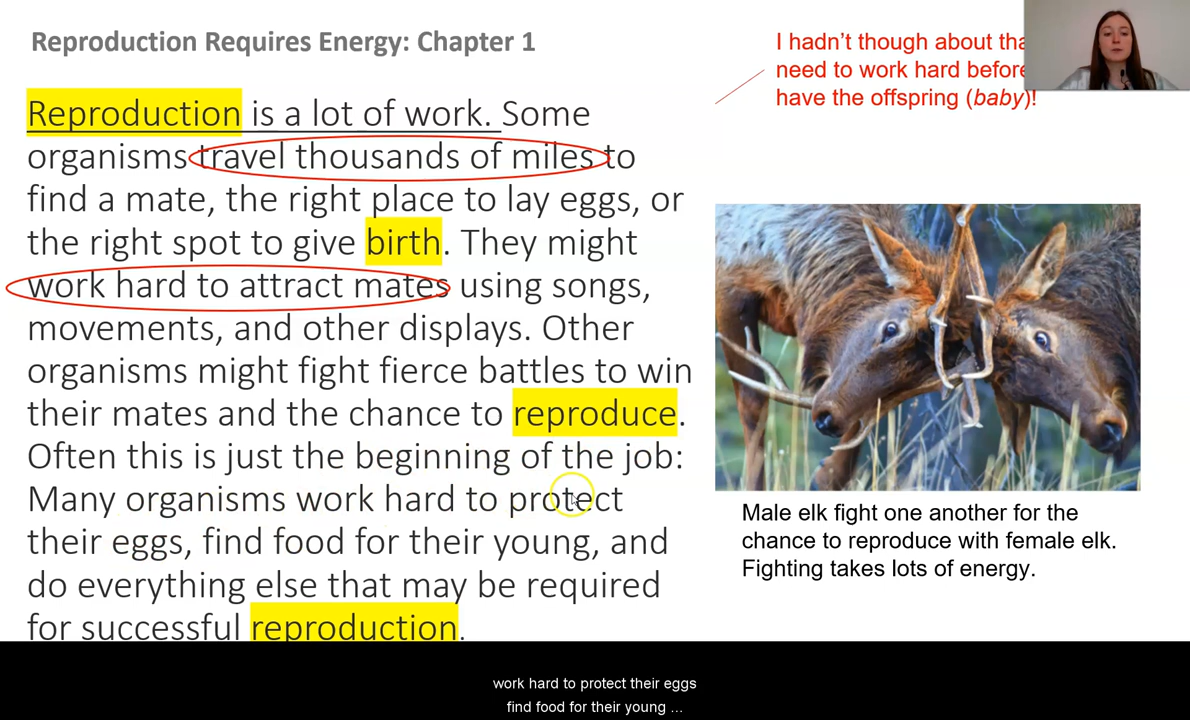 Reproduction Requires Energy: Chapter 1
I hadn't though about tha
need to work hard before
have the offspring (baby)!
Reproduction is a lot of work. Some
organisms travel thousands of miles to
find a mate, the right place to lay eggs, or
the right spot to give birth. They might
work hard to attract mates using songs,
movements, and other displays. Other
organisms might fight fierce battles to win
their mates and the chance to reproduce.
Often this is just the beginning of the job:
Many organisms work hard to protect
their eggs, find food for their young, and
do everything else that may be required
for successful reproduction.
Male elk fight one another for the
chance to reproduce with female elk.
Fighting takes lots of energy.
work hard to protect their eggs
find food for their young ...